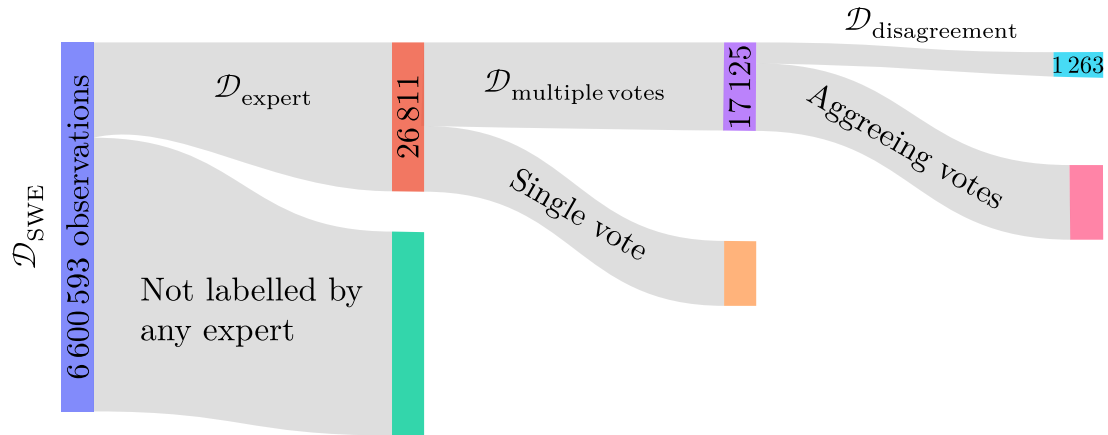 𝒟SWE
6 600 593 observations
𝒟expert
Not labelled by
any expert
26 811
𝒟multiple votes
Single vote
17 125
𝒟disagreement
Aggreeing votes
1 263